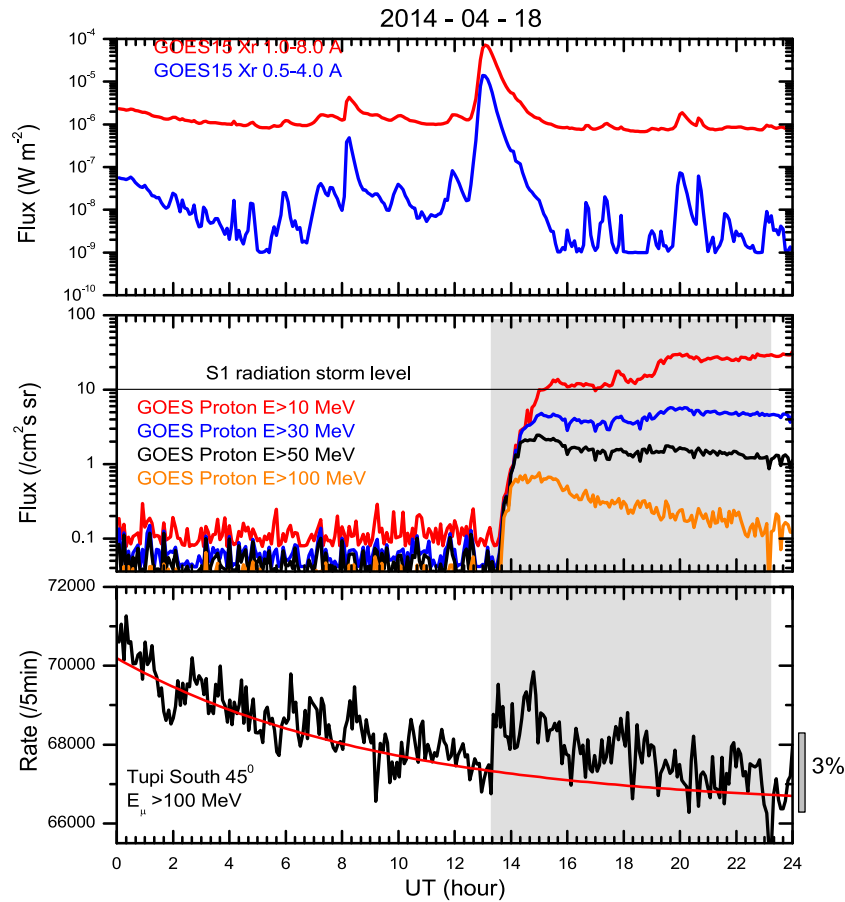 2014 - 04 - 18
10⁻⁴
GOES15 Xr 1.0-8.0 A
GOES15 Xr 0.5-4.0 A
10⁻⁵
10⁻⁶
10⁻⁷
10⁻⁸
10⁻⁹
10⁻¹⁰
Flux (W m⁻²)
100
10
1
0.1
Flux (/cm²s sr)
S1 radiation storm level
GOES Proton E>10 MeV
GOES Proton E>30 MeV
GOES Proton E>50 MeV
GOES Proton E>100 MeV
72000
70000
68000
66000
Rate (/5min)
Tupi South 45⁰
E_μ >100 MeV
3%
0 2 4 6 8 10 12 14 16 18 20 22 24
UT (hour)